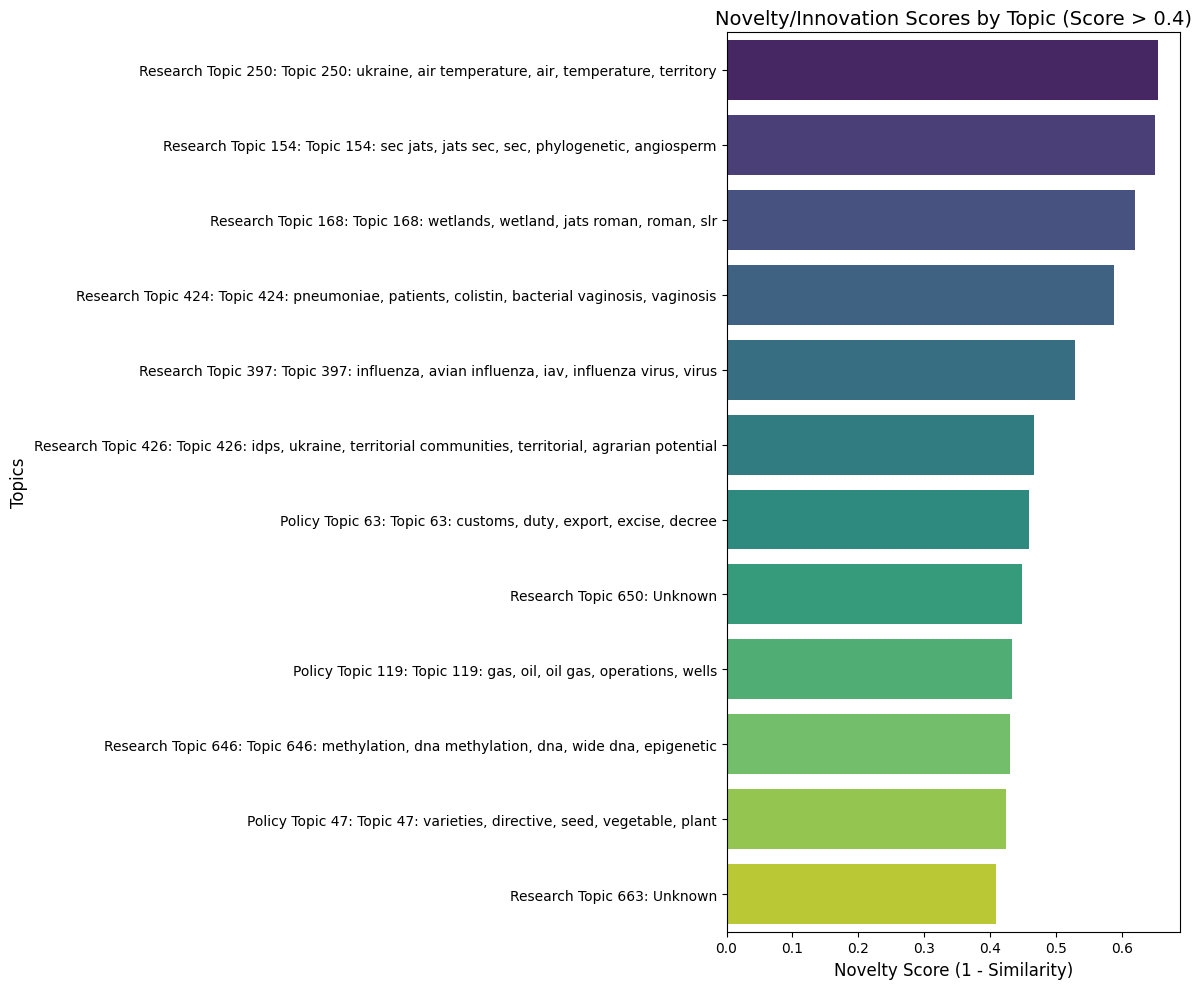 Novelty/Innovation Scores by Topic (Score > 0.4)
Research Topic 250: Topic 250: ukraine, air temperature, air, temperature, territory
Research Topic 154: Topic 154: sec jats, jats sec, sec, phylogenetic, angiosperm
Research Topic 168: Topic 168: wetlands, wetland, jats roman, roman, slr
Research Topic 424: Topic 424: pneumoniae, patients, colistin, bacterial vaginosis, vaginosis
Research Topic 397: Topic 397: influenza, avian influenza, iav, influenza virus, virus
Research Topic 426: Topic 426: idps, ukraine, territorial communities, territorial, agrarian potential
Policy Topic 63: Topic 63: customs, duty, export, excise, decree
Research Topic 650: Unknown
Policy Topic 119: Topic 119: gas, oil, oil gas, operations, wells
Research Topic 646: Topic 646: methylation, dna methylation, dna, wide dna, epigenetic
Policy Topic 47: Topic 47: varieties, directive, seed, vegetable, plant
Research Topic 663: Unknown
Topics
0.0 0.1 0.2 0.3 0.4 0.5 0.6
Novelty Score (1 - Similarity)